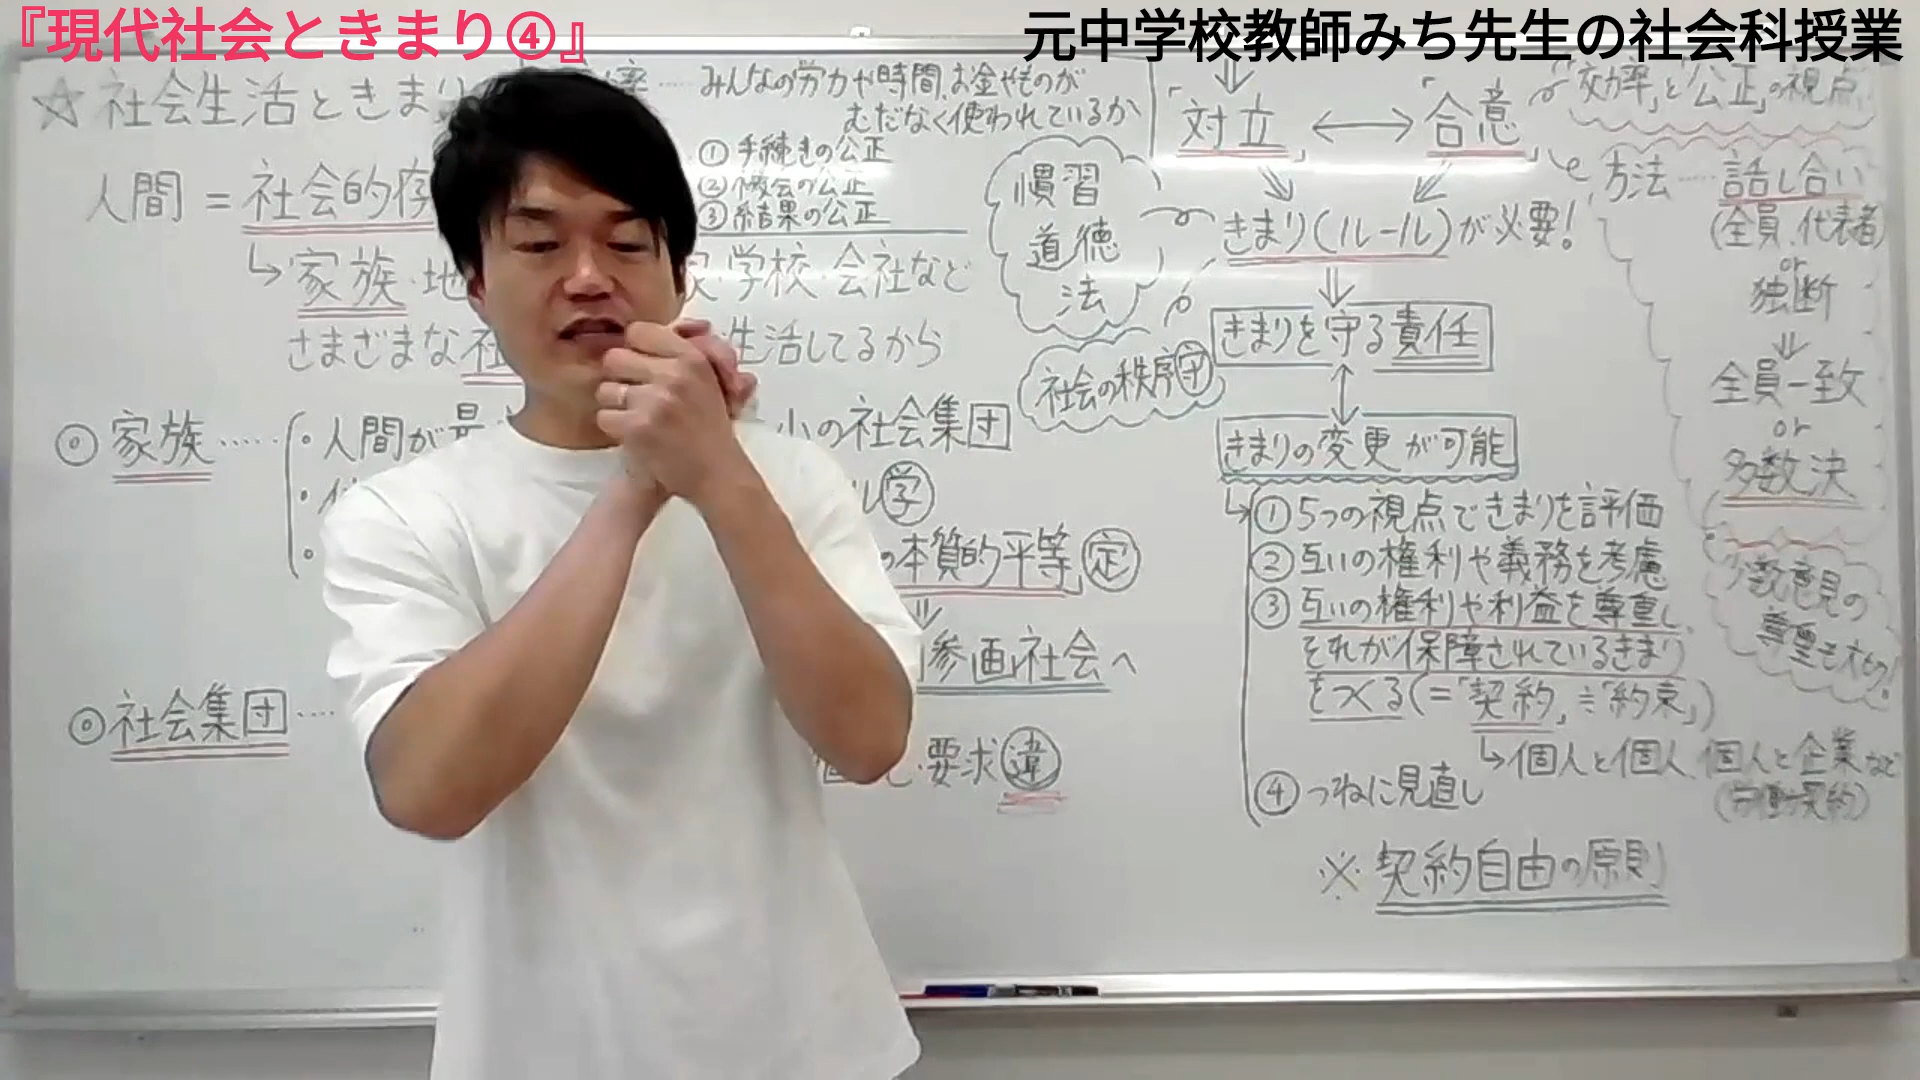 『現代社会ときまり④』
元中学校教師みち先生の社会科授業
☆社会生活ときまり
人間=社会的存
家族・地
学校・会社など
さまざまな社
生活してるから
◎家族……
・人間が最
小の社会集団
ル㊫
の本質的平等」定
⇓
参画社会へ
◎社会集団……
要求違
率……みんなの労力や時間、お金やものが
むだなく使われているか
①手続きの公正
②機会の公正
③結果の公正
慣習
道徳
法
社会の秩序守
⇓
「対立」⟷「合意」
「効率」と「公正」の視点
きまり(ルール)が必要!
⇓
きまりを守る責任
↕
きまりの変更が可能
↳①5つの視点できまりを評価
②互いの権利や義務を考慮
③互いの権利や利益を尊重し、
それが保障されているきまり
をつくる(=「契約」≒「約束」)
↳個人と個人、個人と企業など
(労働契約)
④つねに見直し
※契約自由の原則
方法……話し合い
(全員、代表者)
or
独断
⇓
全員一致
or
多数決
少数意見の
尊重も大切!